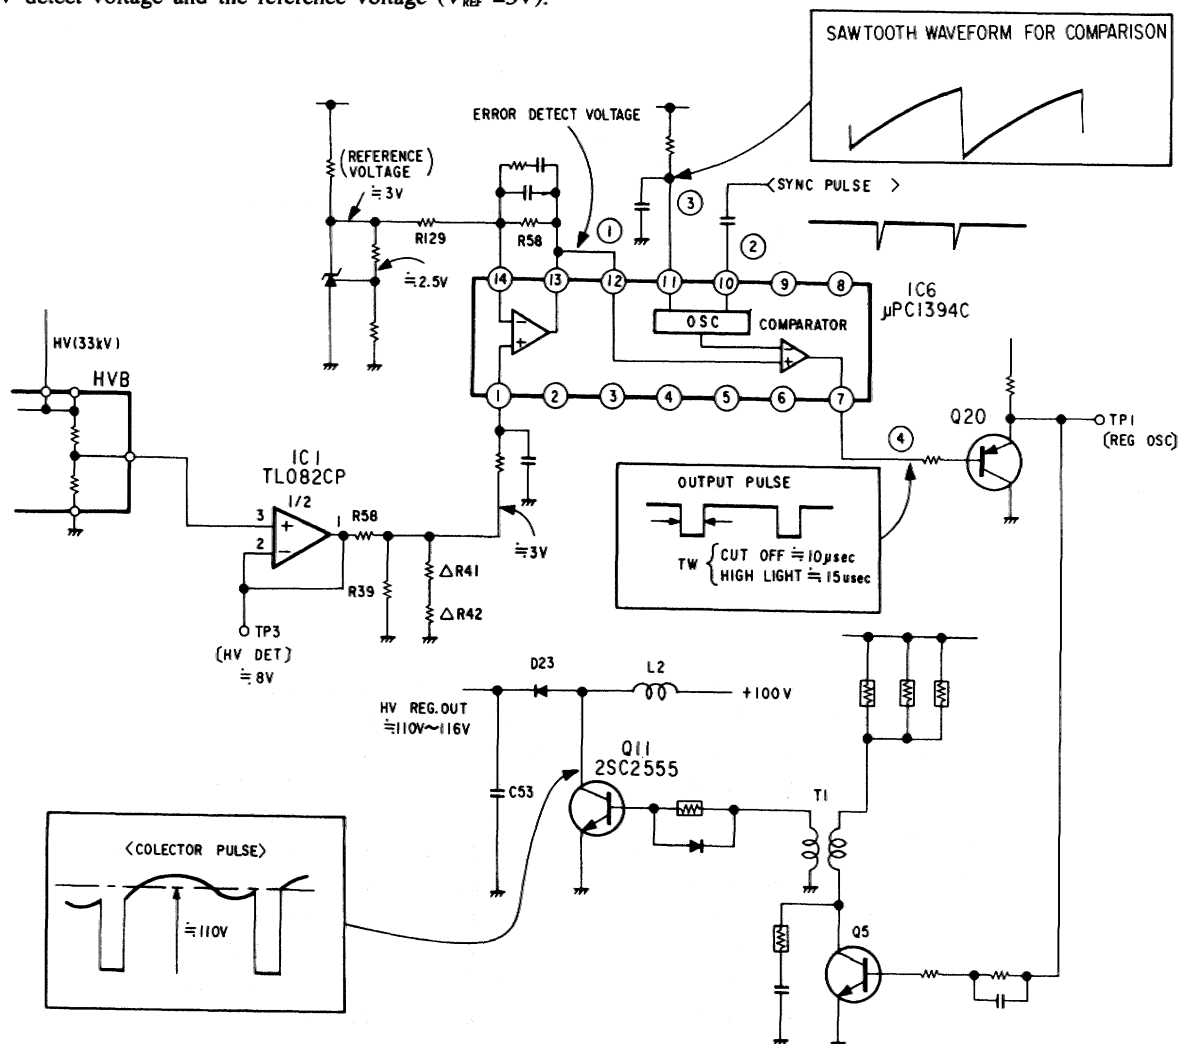 V detect voltage and the reference voltage (VREF =3V).
SAWTOOTH WAVEFORM FOR COMPARISON
ERROR DETECT VOLTAGE
(REFERENCE
VOLTAGE)
≒3V
<SYNC PULSE >
①
②
③
R129
R58
≒2.5V
14
13
12
11
10
9
8
IC6
μPC1394C
OSC
COMPARATOR
1
2
3
4
5
6
7
HV(33kV)
HVB
IC1
TL082CP
1/2
3
+
2
−
1
R58
≒3V
R39
△R41
△R42
TP3
(HV DET)
≒8V
④
Q20
TP1
(REG OSC)
OUTPUT PULSE
TW { CUT OFF ≒10μsec
HIGH LIGHT ≒15usec
D23
L2
+100V
HV REG.OUT
≒110V~116V
Q11
2SC2555
C53
T1
<COLECTOR PULSE>
≒110V
Q5